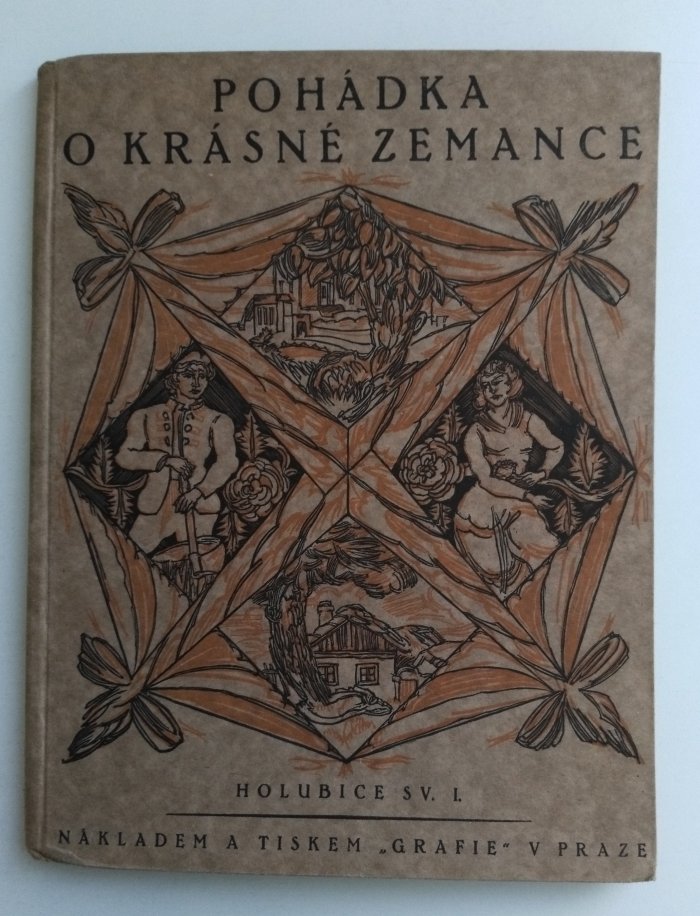 POHÁDKA
O KRÁSNÉ ZEMANCE
HOLUBICE SV. I.
NÁKLADEM A TISKEM „GRAFIE“ V PRAZE